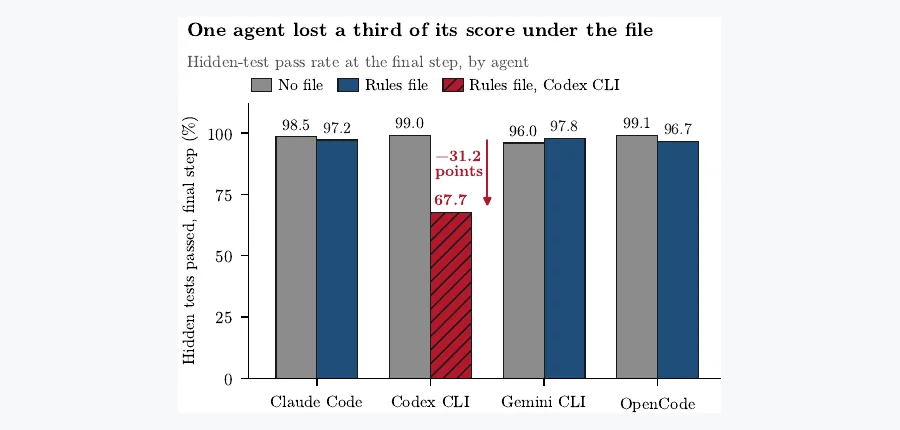 One agent lost a third of its score under the file
Hidden-test pass rate at the final step, by agent
No file Rules file Rules file, Codex CLI
Hidden tests passed, final step (%)
100
75
50
25
0
98.5 97.2
99.0
−31.2
points
67.7
96.0 97.8
99.1 96.7
Claude Code Codex CLI Gemini CLI OpenCode